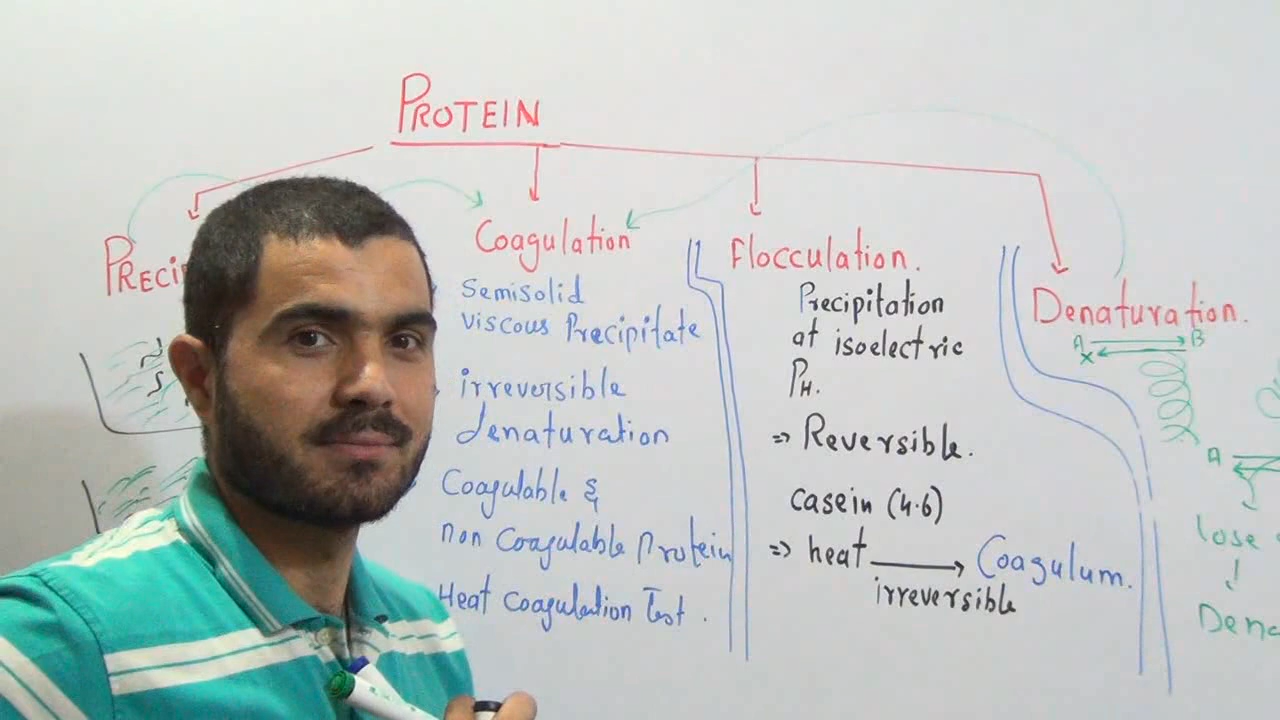 PROTEIN
Coagulation
Semisolid
viscous Precipitate
irreversible
denaturation
Coagulable &
non Coagulable Protein
Heat Coagulation Test.
Flocculation.
Precipitation
at isoelectric
PH.
=> Reversible.
casein (4.6)
=> heat → Coagulum.
irreversible
Denaturation.
A B
X
A
lose